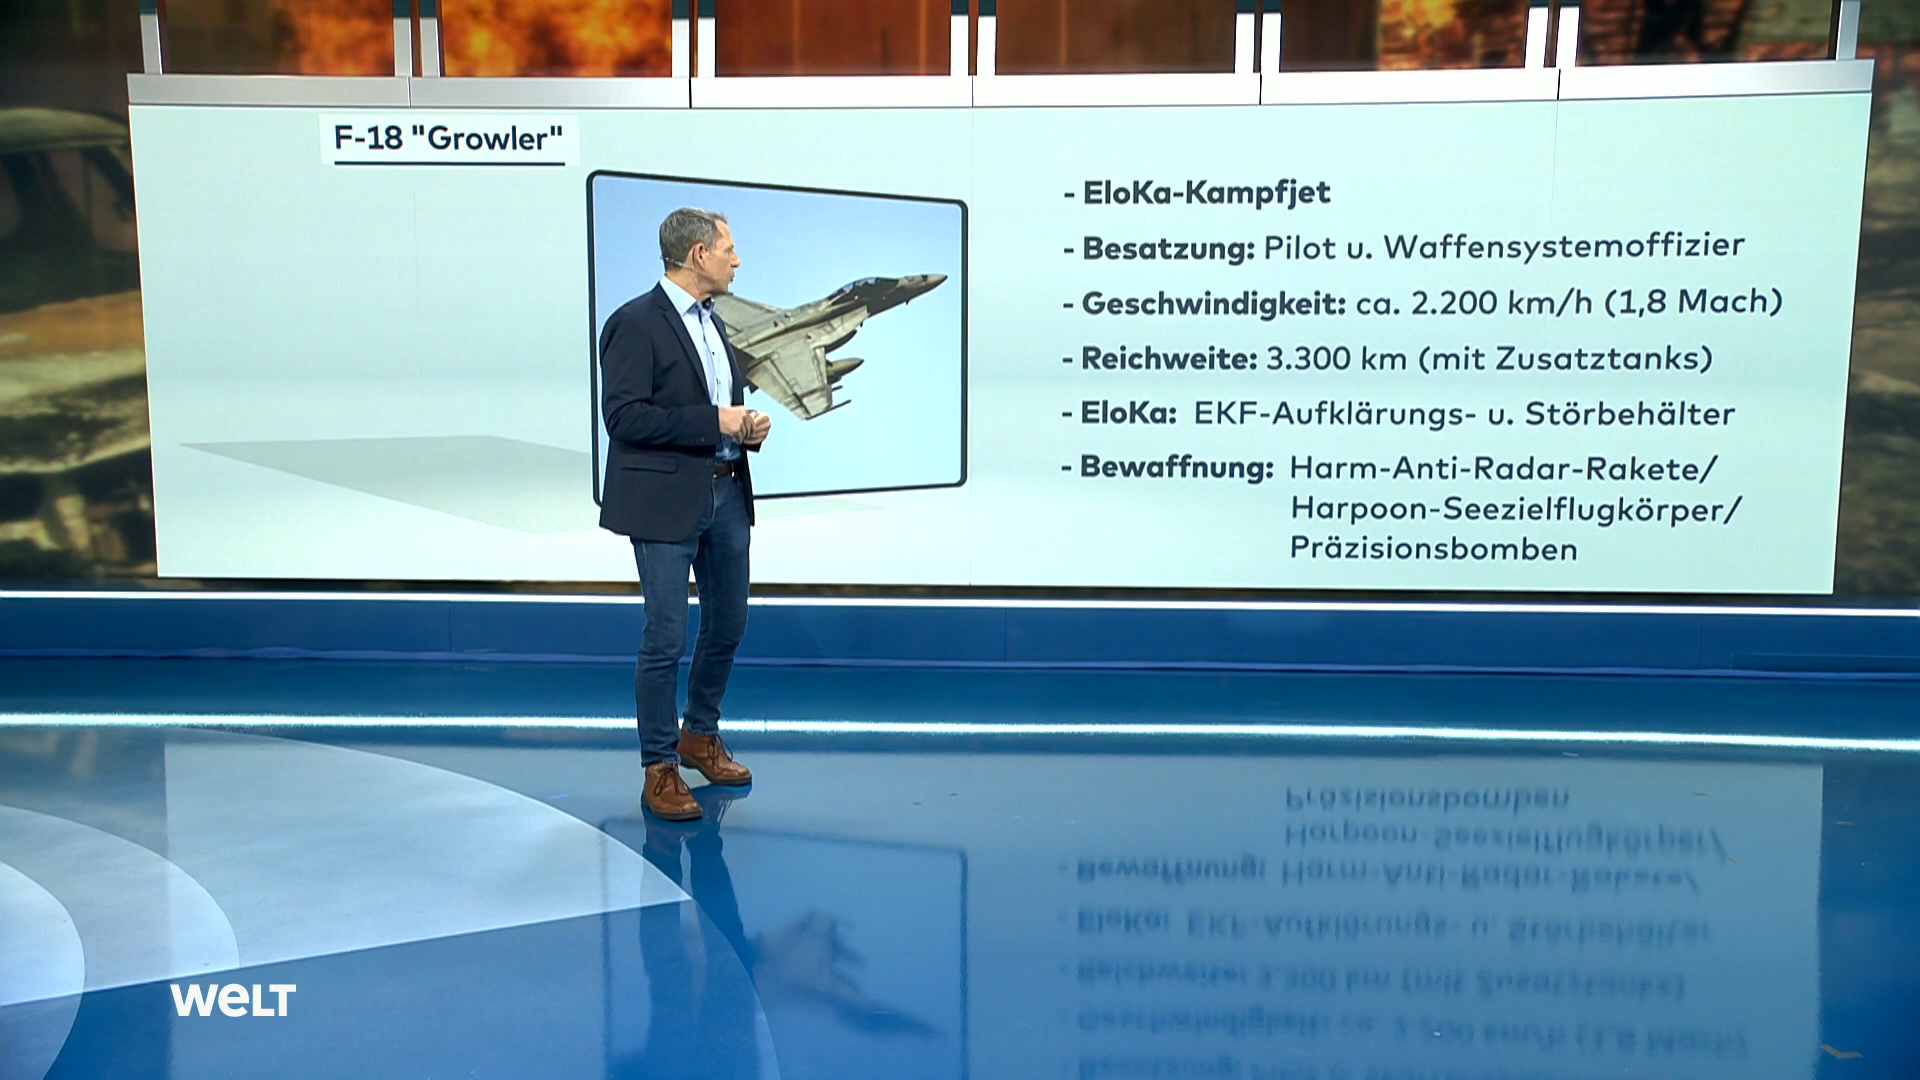 F-18 "Growler"
- EloKa-Kampfjet
- Besatzung: Pilot u. Waffensystemoffizier
- Geschwindigkeit: ca. 2.200 km/h (1,8 Mach)
- Reichweite: 3.300 km (mit Zusatztanks)
- EloKa: EKF-Aufklärungs- u. Störbehälter
- Bewaffnung: Harm-Anti-Radar-Rakete/
Harpoon-Seezielflugkörper/
Präzisionsbomben
WELT